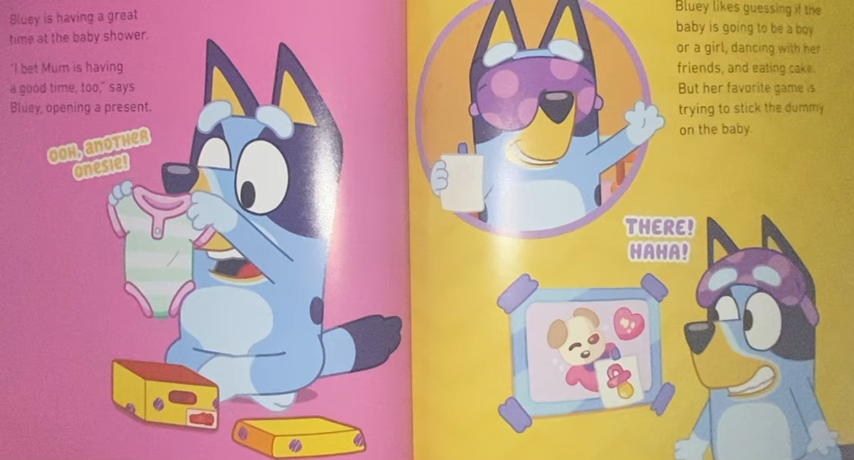 Bluey is having a great
time at the baby shower.
"I bet Mum is having
a good time, too," says
Bluey, opening a present.
OOH, ANOTHER
ONESIE!
Bluey likes guessing if the
baby is going to be a boy
or a girl, dancing with her
friends, and eating cake.
But her favorite game is
trying to stick the dummy
on the baby.
THERE!
HAHA!